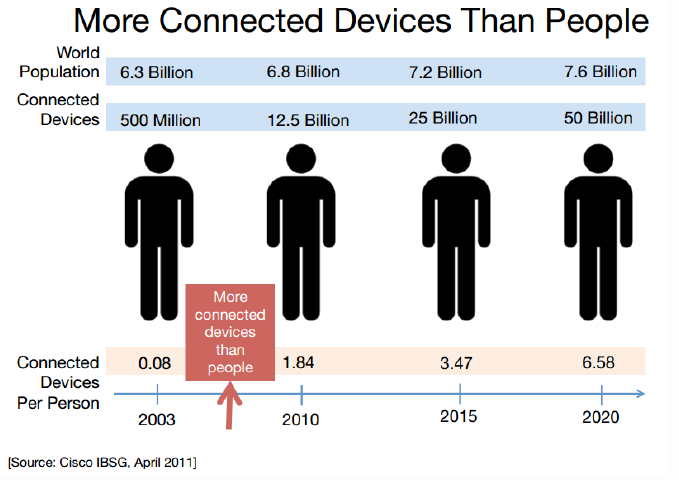 More Connected Devices Than People
World
Population
6.3 Billion 6.8 Billion 7.2 Billion 7.6 Billion
Connected
Devices
500 Million 12.5 Billion 25 Billion 50 Billion
More
connected
devices
than
people
Connected
Devices
Per Person
0.08 1.84 3.47 6.58
2003 2010 2015 2020
[Source: Cisco IBSG, April 2011]